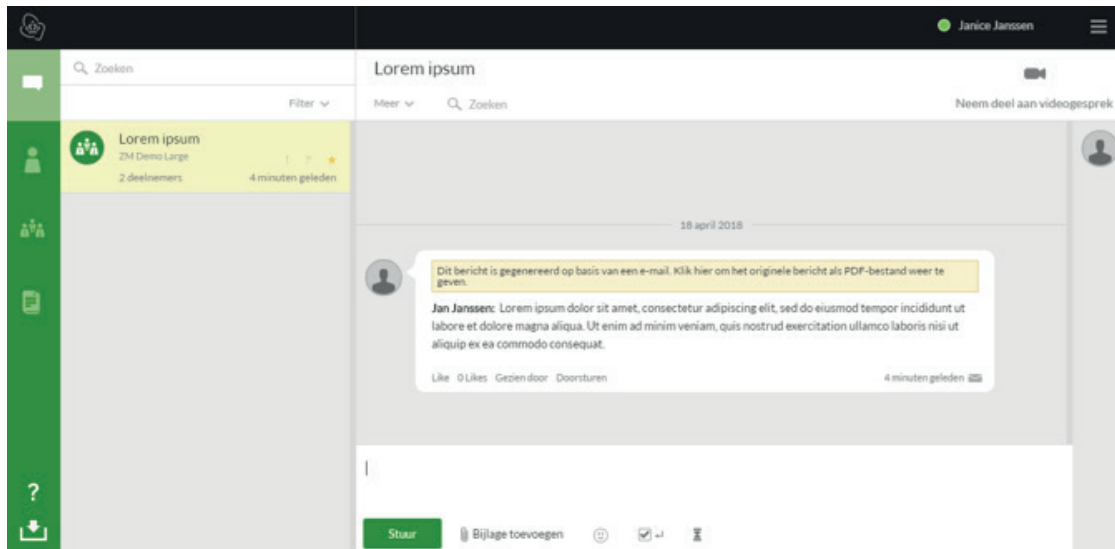 Janice Janssen
Zoeken
Filter
Lorem ipsum
ZM Demo Large
2 deelnemers
4 minuten geleden
Lorem ipsum
Meer
Zoeken
Neem deel aan videogesprek
18 april 2018
Dit bericht is gegenereerd op basis van een e-mail. Klik hier om het originele bericht als PDF-bestand weer te
geven.
Jan Janssen: Lorem ipsum dolor sit amet, consectetur adipiscing elit, sed do eiusmod tempor incididunt ut
labore et dolore magna aliqua. Ut enim ad minim veniam, quis nostrud exercitation ullamco laboris nisi ut
aliquip ex ea commodo consequat.
Like 0 Likes Gezien door Doorsturen
4 minuten geleden
?
Stuur
Bijlage toevoegen